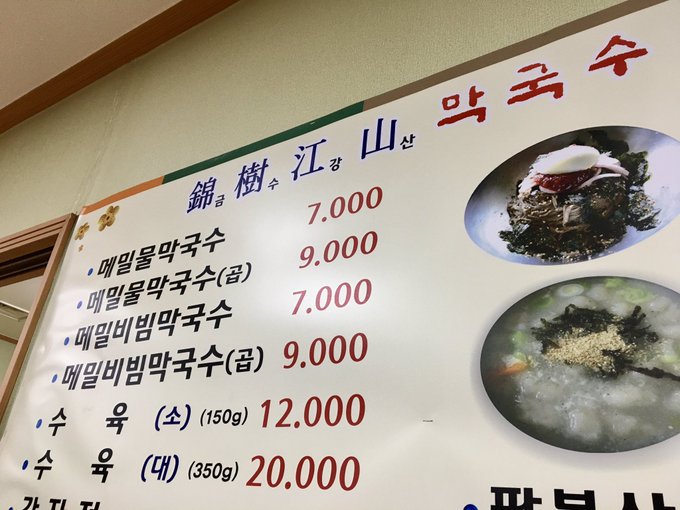 錦금 樹수 江강 山산 막국수
• 메밀물막국수 7.000
• 메밀물막국수(곱) 9.000
• 메밀비빔막국수 7.000
• 메밀비빔막국수(곱) 9.000
• 수 육 (소) (150g) 12.000
• 수 육 (대) (350g) 20.000